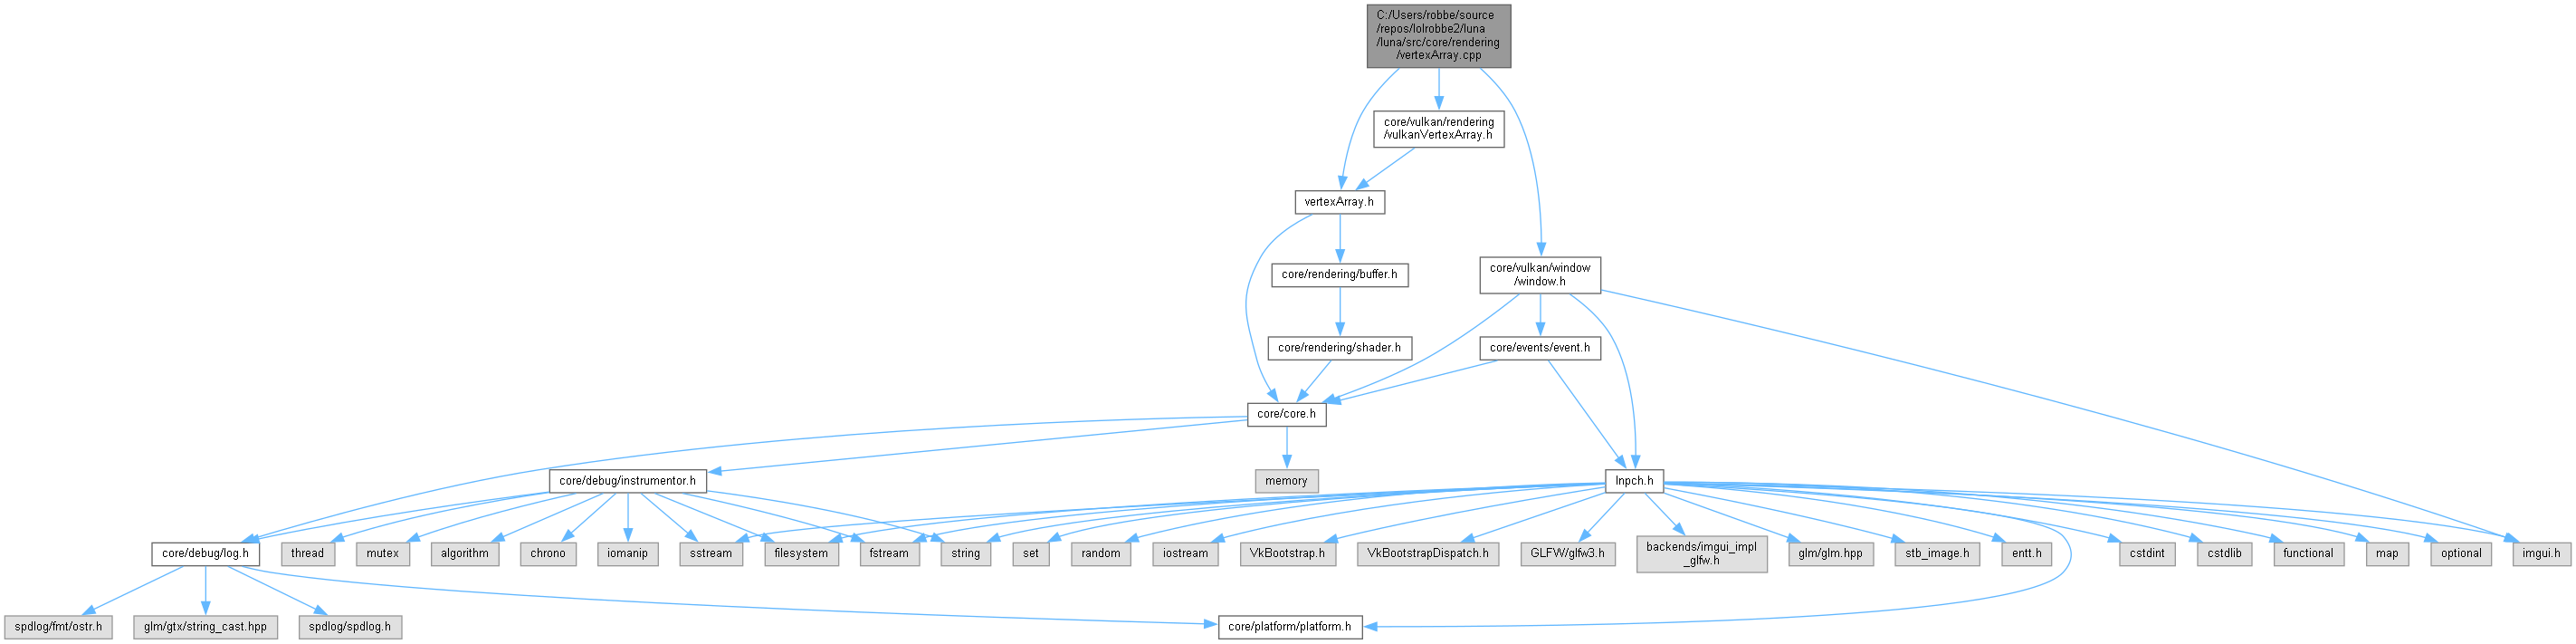 C:/Users/robbe/source
/repos/lolrobbe2/luna
/luna/src/core/rendering
/vertexArray.cpp
core/vulkan/rendering
/vulkanVertexArray.h
vertexArray.h
core/rendering/buffer.h
core/vulkan/window
/window.h
core/rendering/shader.h
core/events/event.h
core/core.h
core/debug/instrumentor.h
memory
lnpch.h
core/debug/log.h
thread
mutex
algorithm
chrono
iomanip
sstream
filesystem
fstream
string
set
random
iostream
VkBootstrap.h
VkBootstrapDispatch.h
GLFW/glfw3.h
backends/imgui_impl
_glfw.h
glm/glm.hpp
stb_image.h
entt.h
cstdint
cstdlib
functional
map
optional
imgui.h
spdlog/fmt/ostr.h
glm/gtx/string_cast.hpp
spdlog/spdlog.h
core/platform/platform.h